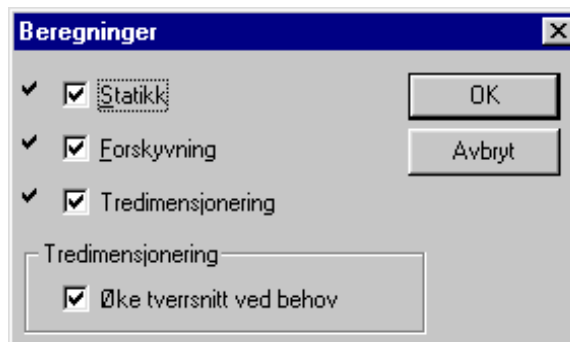 Beregninger
Statikk
OK
Forskyvning
Avbryt
Tredimensjonering
Tredimensjonering
Øke tverrsnitt ved behov